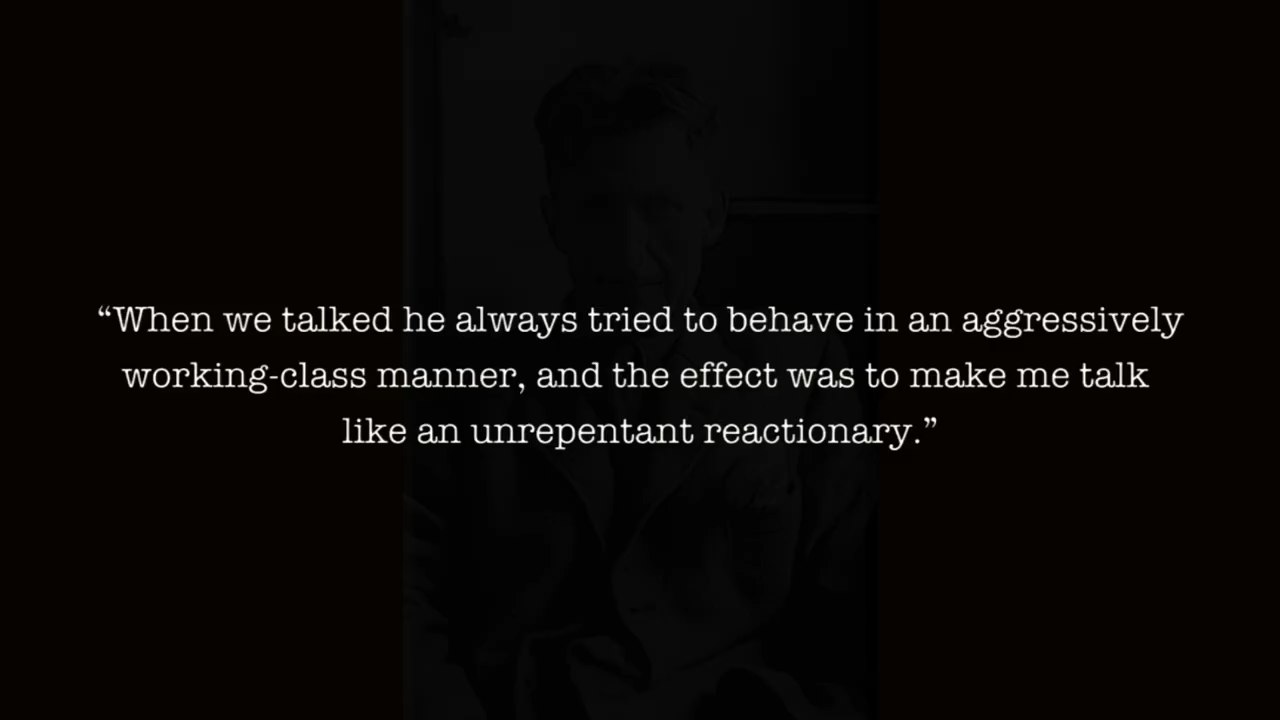 “When we talked he always tried to behave in an aggressively
working-class manner, and the effect was to make me talk
like an unrepentant reactionary.”